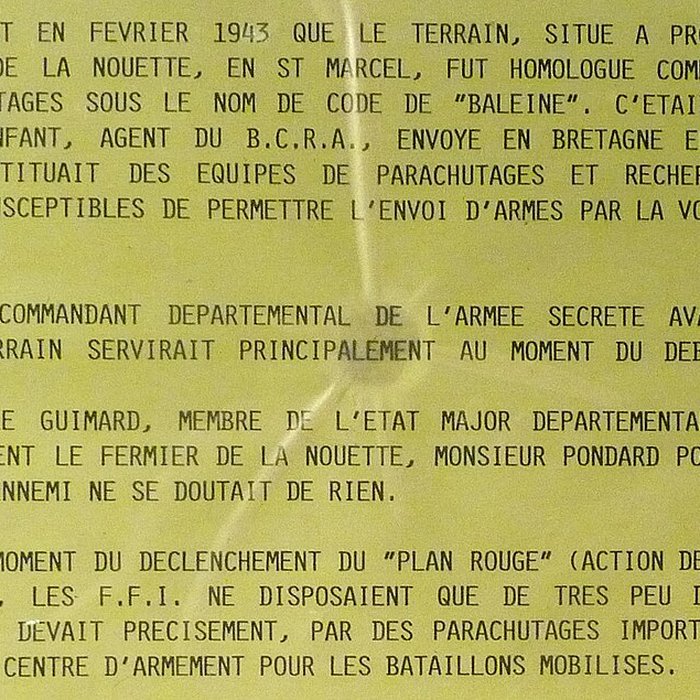 T EN FEVRIER 1943 QUE LE TERRAIN, SITUE A PRO
DE LA NOUETTE, EN ST MARCEL, FUT HOMOLOGUE COM
TAGES SOUS LE NOM DE CODE DE "BALEINE". C'ETAI
NFANT, AGENT DU B.C.R.A., ENVOYE EN BRETAGNE E
TITUAIT DES EQUIPES DE PARACHUTAGES ET RECHER
SCEPTIBLES DE PERMETTRE L'ENVOI D'ARMES PAR LA VO
COMMANDANT DEPARTEMENTAL DE L'ARMEE SECRETE AVA
RRAIN SERVIRAIT PRINCIPALEMENT AU MOMENT DU DEB
E GUIMARD, MEMBRE DE L'ETAT MAJOR DEPARTEMENTA
ENT LE FERMIER DE LA NOUETTE, MONSIEUR PONDARD PO
NNEMI NE SE DOUTAIT DE RIEN.
MOMENT DU DECLENCHEMENT DU "PLAN ROUGE" (ACTION DE
, LES F.F.I. NE DISPOSAIENT QUE DE TRES PEU
DEVAIT PRECISEMENT, PAR DES PARACHUTAGES IMPORT
CENTRE D'ARMEMENT POUR LES BATAILLONS MOBILISES.